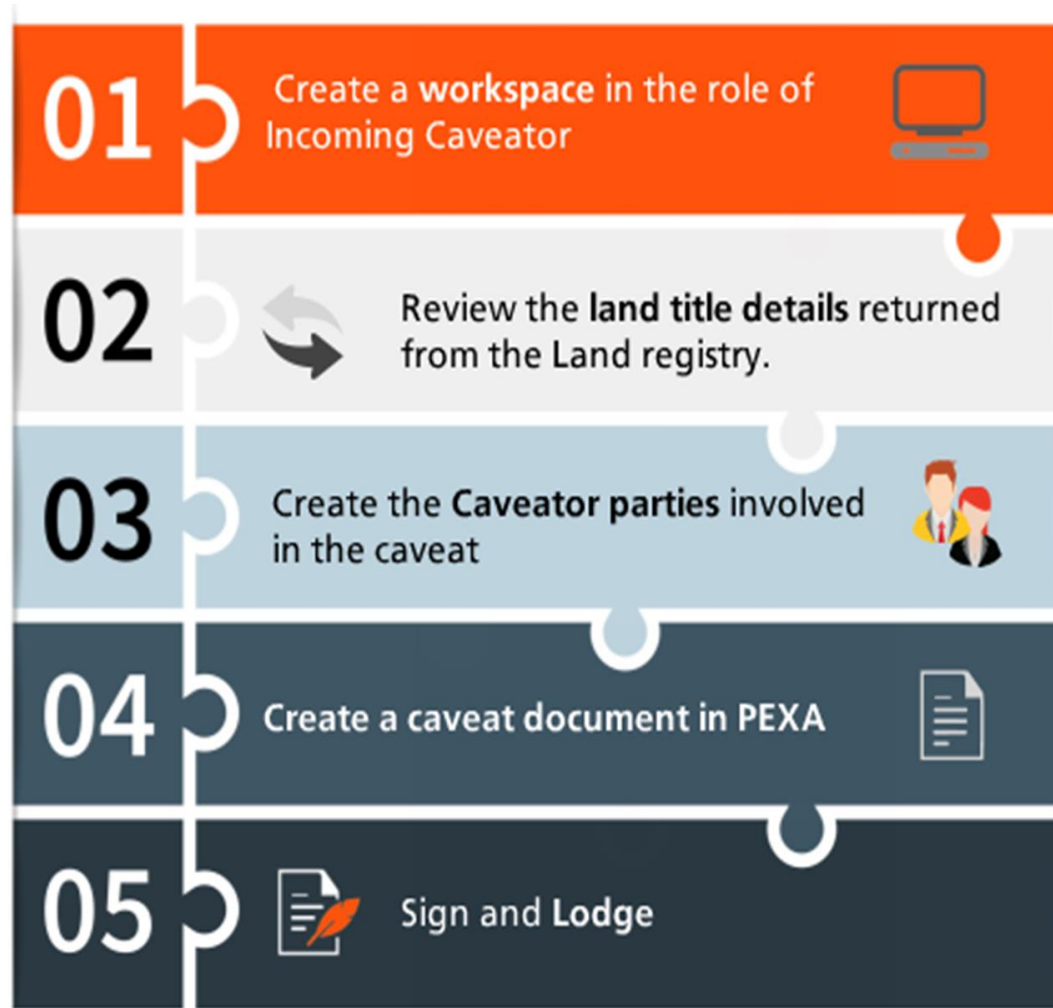 01
Create a workspace in the role of
Incoming Caveator
02
Review the land title details returned
from the Land registry.
03
Create the Caveator parties involved
in the caveat
04
Create a caveat document in PEXA
05
Sign and Lodge